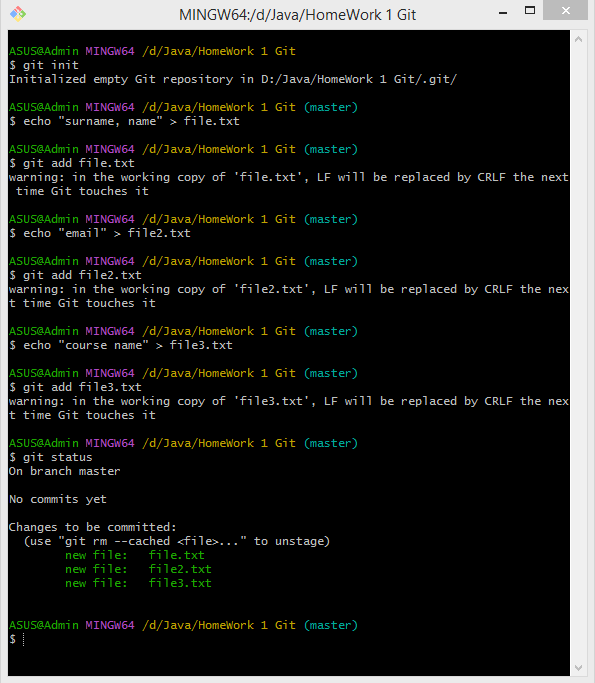 MINGW64:/d/Java/HomeWork 1 Git
ASUS@Admin MINGW64 /d/Java/HomeWork 1 Git
$ git init
Initialized empty Git repository in D:/Java/HomeWork 1 Git/.git/
ASUS@Admin MINGW64 /d/Java/HomeWork 1 Git (master)
$ echo "surname, name" > file.txt
ASUS@Admin MINGW64 /d/Java/HomeWork 1 Git (master)
$ git add file.txt
warning: in the working copy of 'file.txt', LF will be replaced by CRLF the next
 time Git touches it
ASUS@Admin MINGW64 /d/Java/HomeWork 1 Git (master)
$ echo "email" > file2.txt
ASUS@Admin MINGW64 /d/Java/HomeWork 1 Git (master)
$ git add file2.txt
warning: in the working copy of 'file2.txt', LF will be replaced by CRLF the nex
t time Git touches it
ASUS@Admin MINGW64 /d/Java/HomeWork 1 Git (master)
$ echo "course name" > file3.txt
ASUS@Admin MINGW64 /d/Java/HomeWork 1 Git (master)
$ git add file3.txt
warning: in the working copy of 'file3.txt', LF will be replaced by CRLF the nex
t time Git touches it
ASUS@Admin MINGW64 /d/Java/HomeWork 1 Git (master)
$ git status
On branch master
No commits yet
Changes to be committed:
  (use "git rm --cached <file>..." to unstage)
        new file:   file.txt
        new file:   file2.txt
        new file:   file3.txt
ASUS@Admin MINGW64 /d/Java/HomeWork 1 Git (master)
$